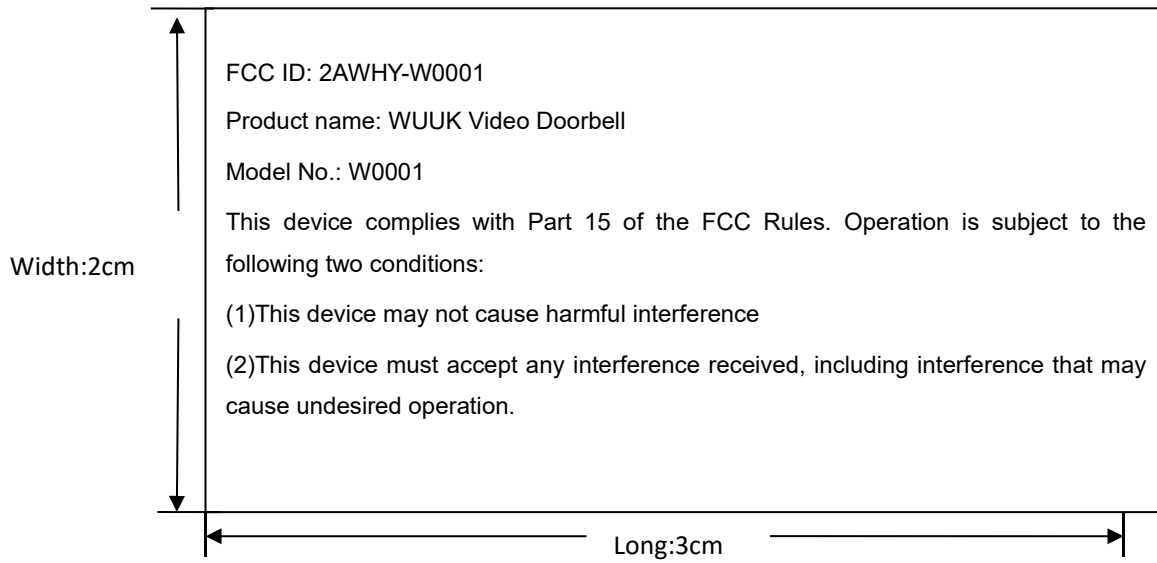 FCC ID: 2AWHY-W0001
Product name: WUUK Video Doorbell
Model No.: W0001
This device complies with Part 15 of the FCC Rules. Operation is subject to the
following two conditions:
Width:2cm
(1)This device may not cause harmful interference
(2)This device must accept any interference received, including interference that may
cause undesired operation.
Long:3cm